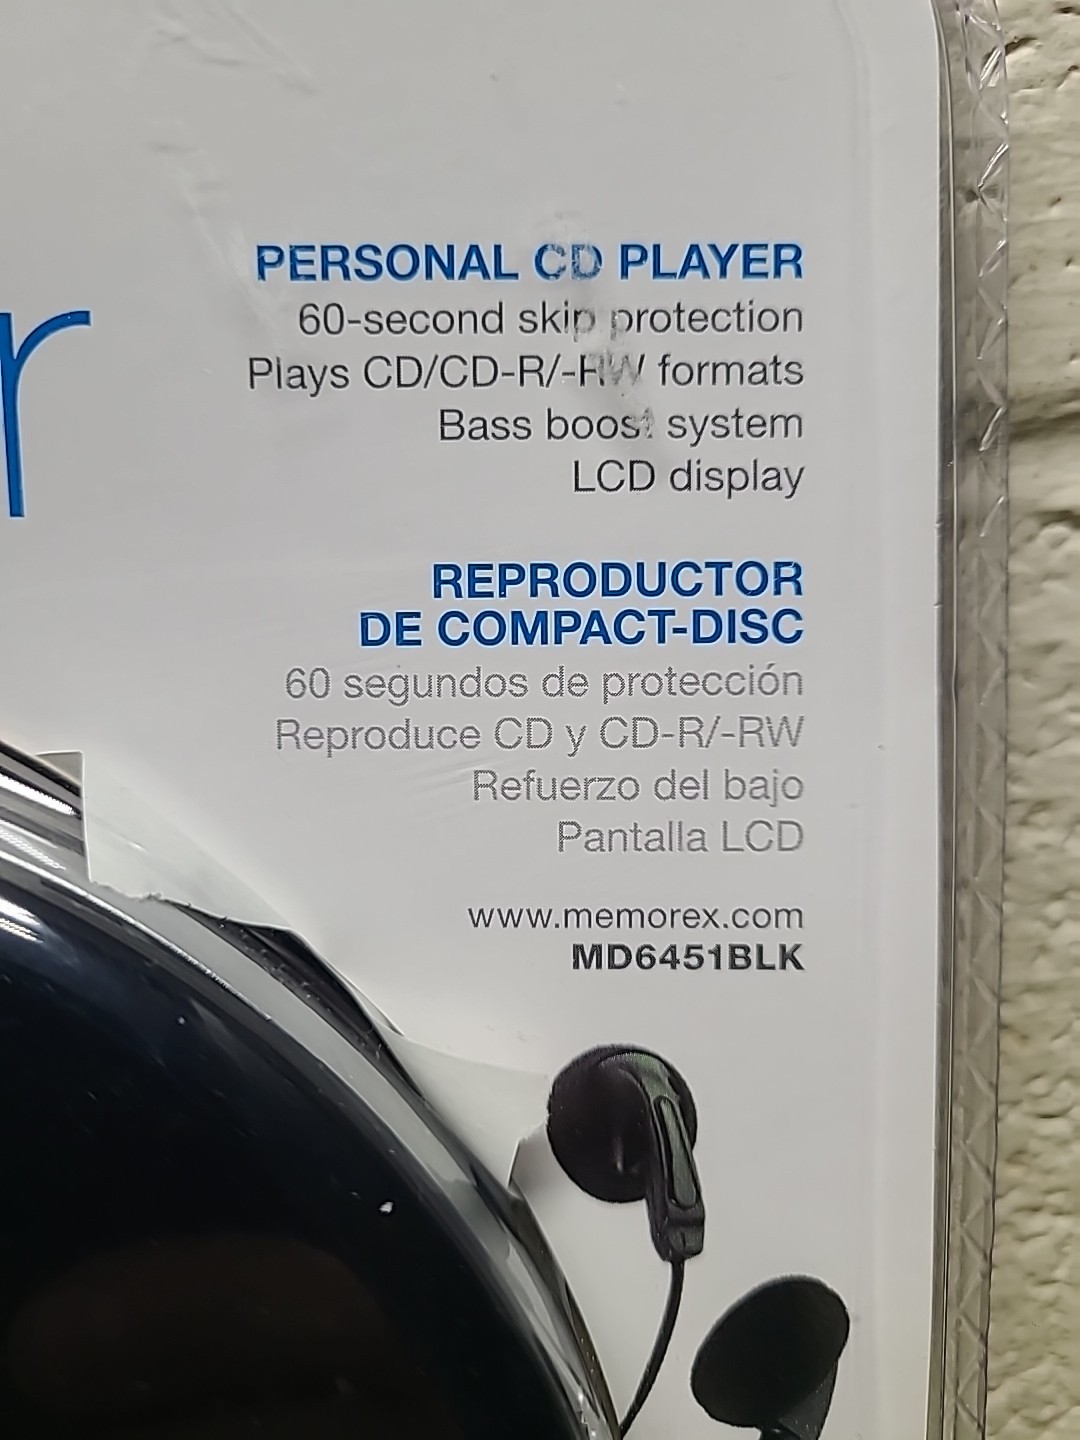 r
PERSONAL CD PLAYER
60-second skip protection
Plays CD/CD-R/-RW formats
Bass boost system
LCD display
REPRODUCTOR
DE COMPACT-DISC
60 segundos de protección
Reproduce CD y CD-R/-RW
Refuerzo del bajo
Pantalla LCD
www.memorex.com
MD6451BLK